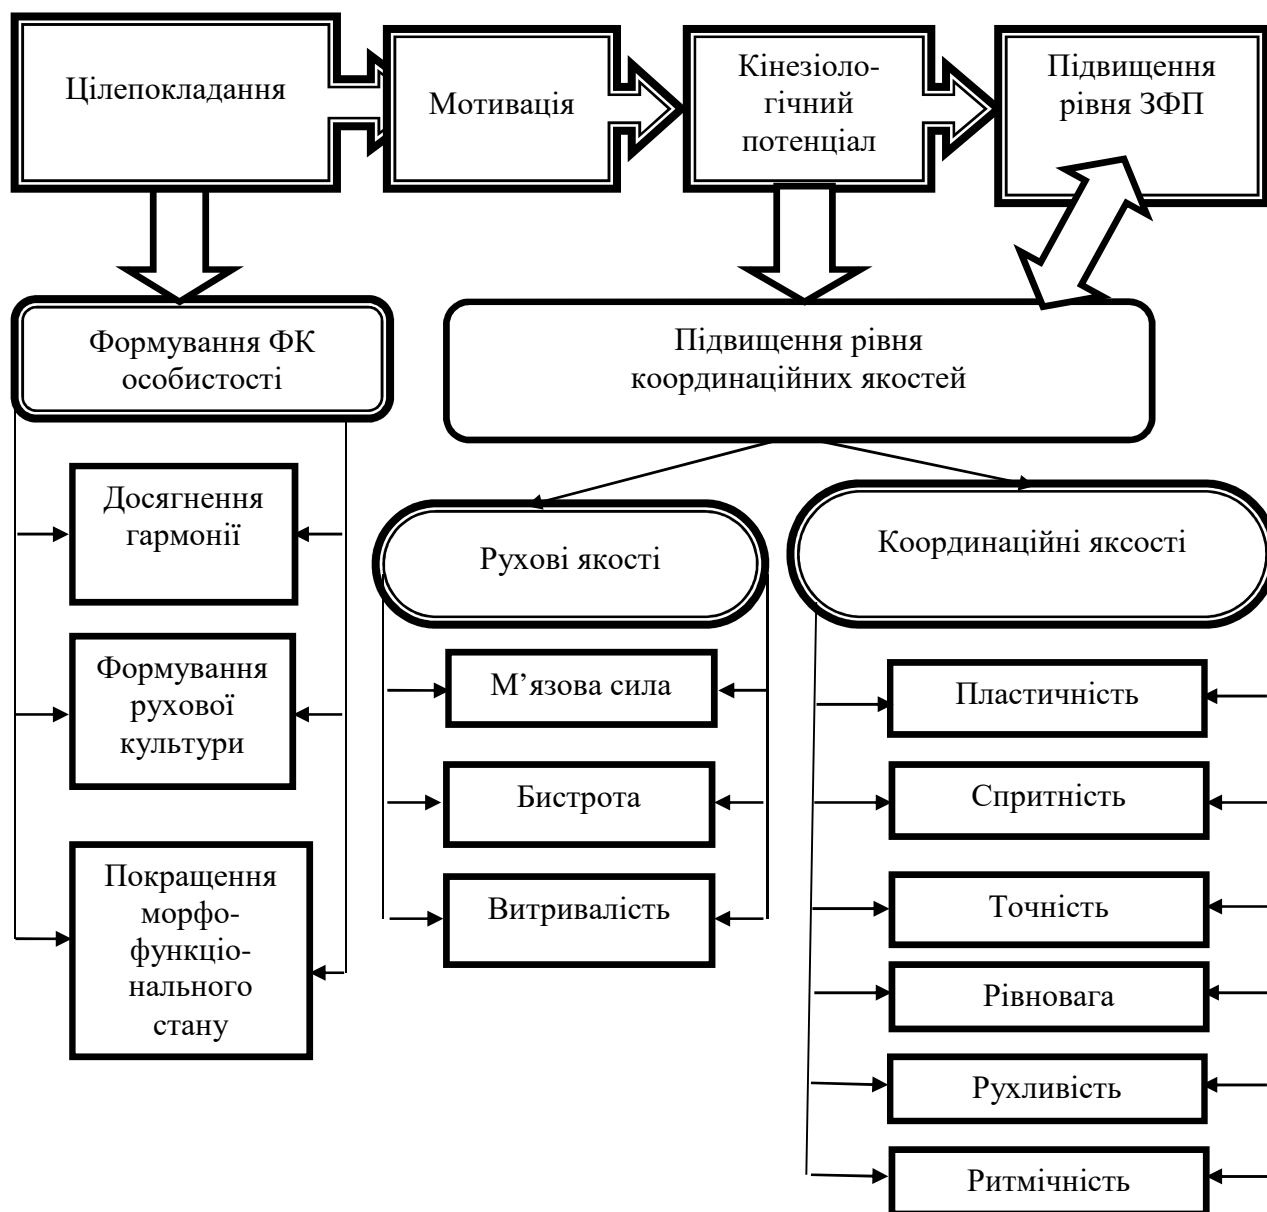 Цілепокладання
Мотивація
Кінезіоло-
гічний
потенціал
Підвищення
рівня ЗФП
Формування ФК
особистості
Підвищення рівня
координаційних якостей
Досягнення
гармонії
Формування
рухової
культури
Покращення
морфо-
функціо-
нального
стану
Рухові якості
М’язова сила
Бистрота
Витривалість
Координаційні яксості
Пластичність
Спритність
Точність
Рівновага
Рухливість
Ритмічність